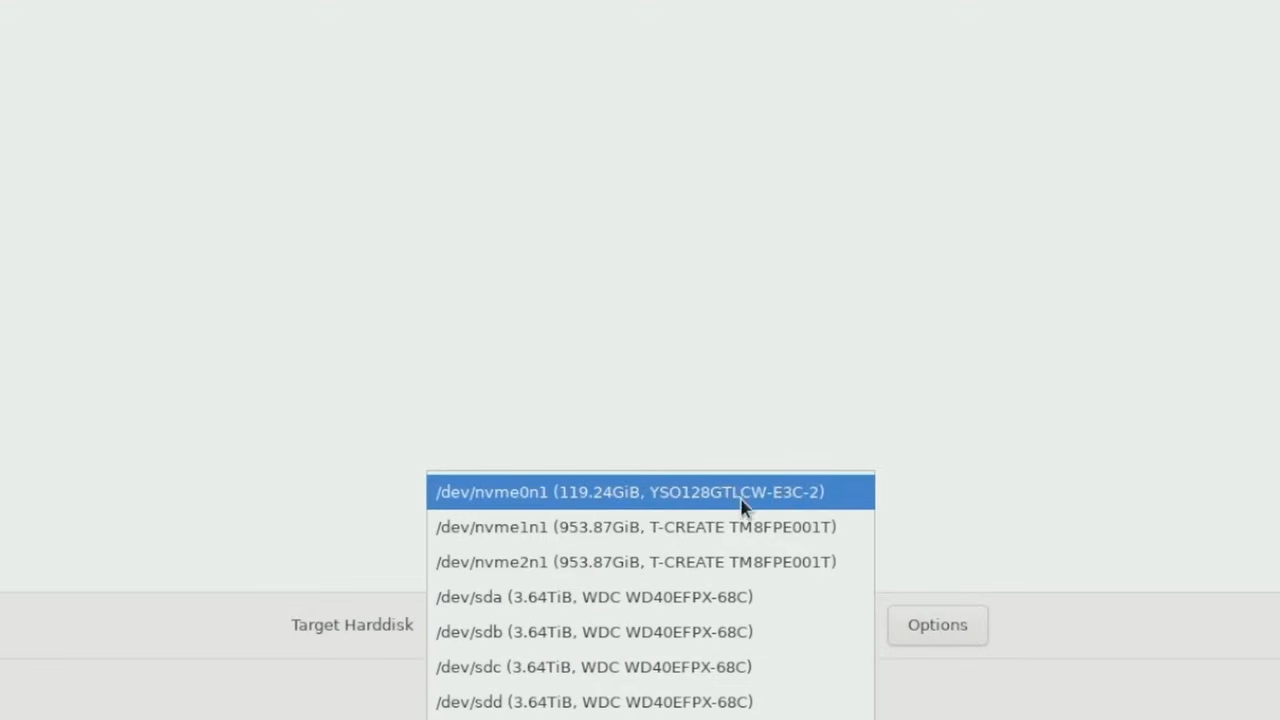 /dev/nvme0n1 (119.24GiB, YSO128GTLCW-E3C-2)
/dev/nvme1n1 (953.87GiB, T-CREATE TM8FPE001T)
/dev/nvme2n1 (953.87GiB, T-CREATE TM8FPE001T)
/dev/sda (3.64TiB, WDC WD40EFPX-68C)
Target Harddisk
Options
/dev/sdb (3.64TiB, WDC WD40EFPX-68C)
/dev/sdc (3.64TiB, WDC WD40EFPX-68C)
/dev/sdd (3.64TiB, WDC WD40EFPX-68C)